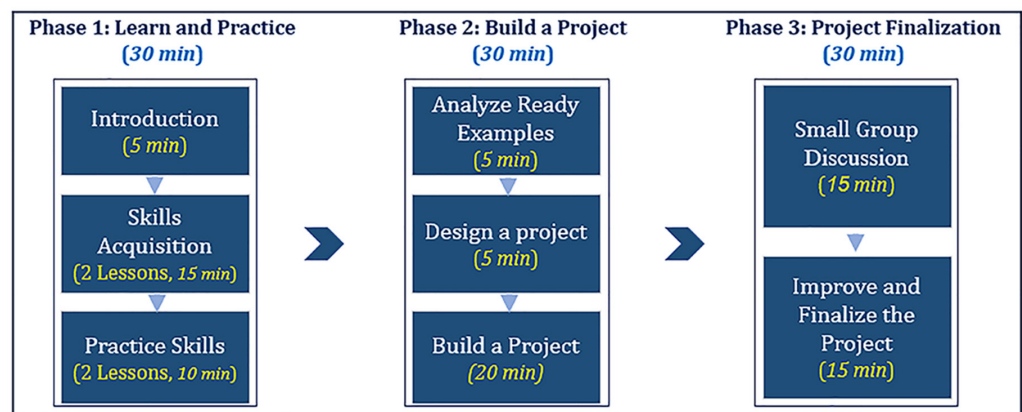 Phase 1: Learn and Practice
(30 min)
Introduction
(5 min)
Skills
Acquisition
(2 Lessons, 15 min)
Practice Skills
(2 Lessons, 10 min)
Phase 2: Build a Project
(30 min)
Analyze Ready
Examples
(5 min)
Design a project
(5 min)
Build a Project
(20 min)
Phase 3: Project Finalization
(30 min)
Small Group
Discussion
(15 min)
Improve and
Finalize the
Project
(15 min)